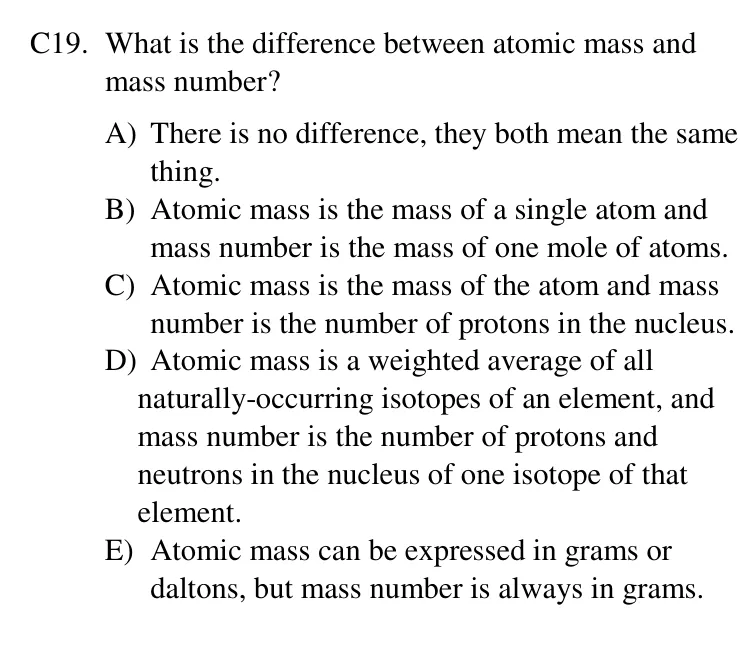 C19. What is the difference between atomic mass and
mass number?
A) There is no difference, they both mean the same
thing.
B) Atomic mass is the mass of a single atom and
mass number is the mass of one mole of atoms.
C) Atomic mass is the mass of the atom and mass
number is the number of protons in the nucleus.
D) Atomic mass is a weighted average of all
naturally-occurring isotopes of an element, and
mass number is the number of protons and
neutrons in the nucleus of one isotope of that
element.
E) Atomic mass can be expressed in grams or
daltons, but mass number is always in grams.